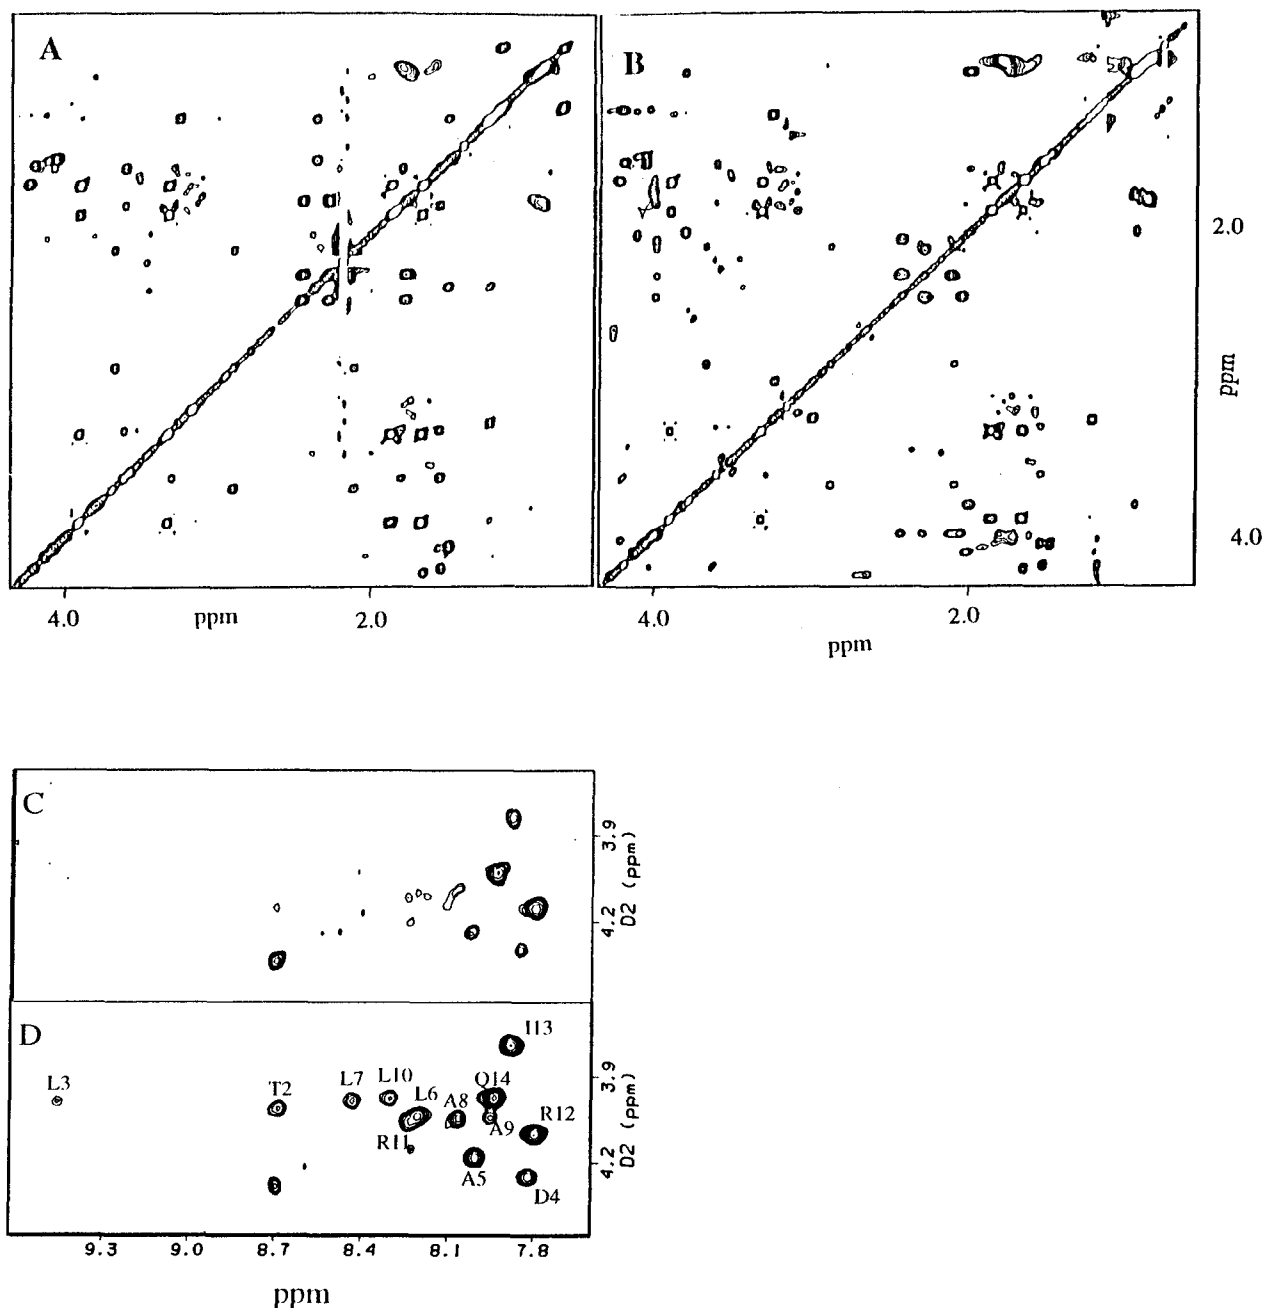 A
B
2.0
ppm
4.0
4.0 ppm 2.0
4.0 2.0
ppm
C
3.9
4.2
D2 (ppm)
D
I13
L3 T2 L7 L10 L6 A8 Q14
R11 A9 R12
A5 D4
3.9
4.2
D2 (ppm)
9.3 9.0 8.7 8.4 8.1 7.8
ppm